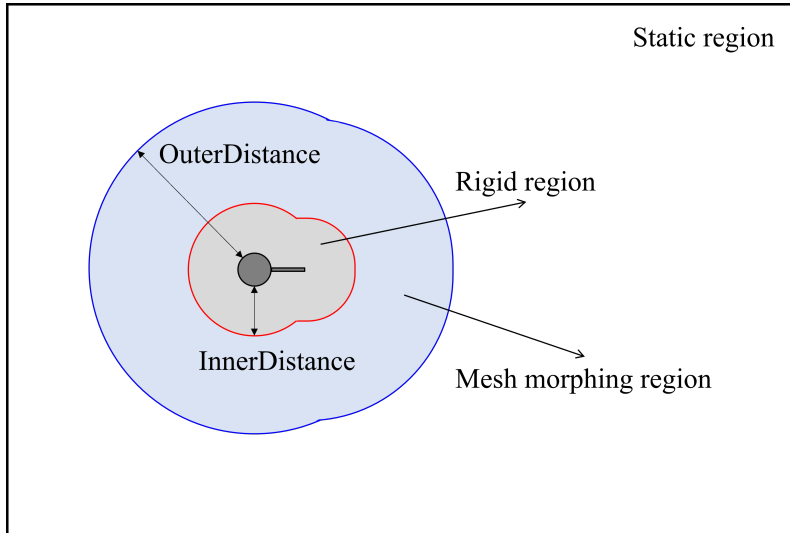 Static region
OuterDistance
Rigid region
InnerDistance
Mesh morphing region